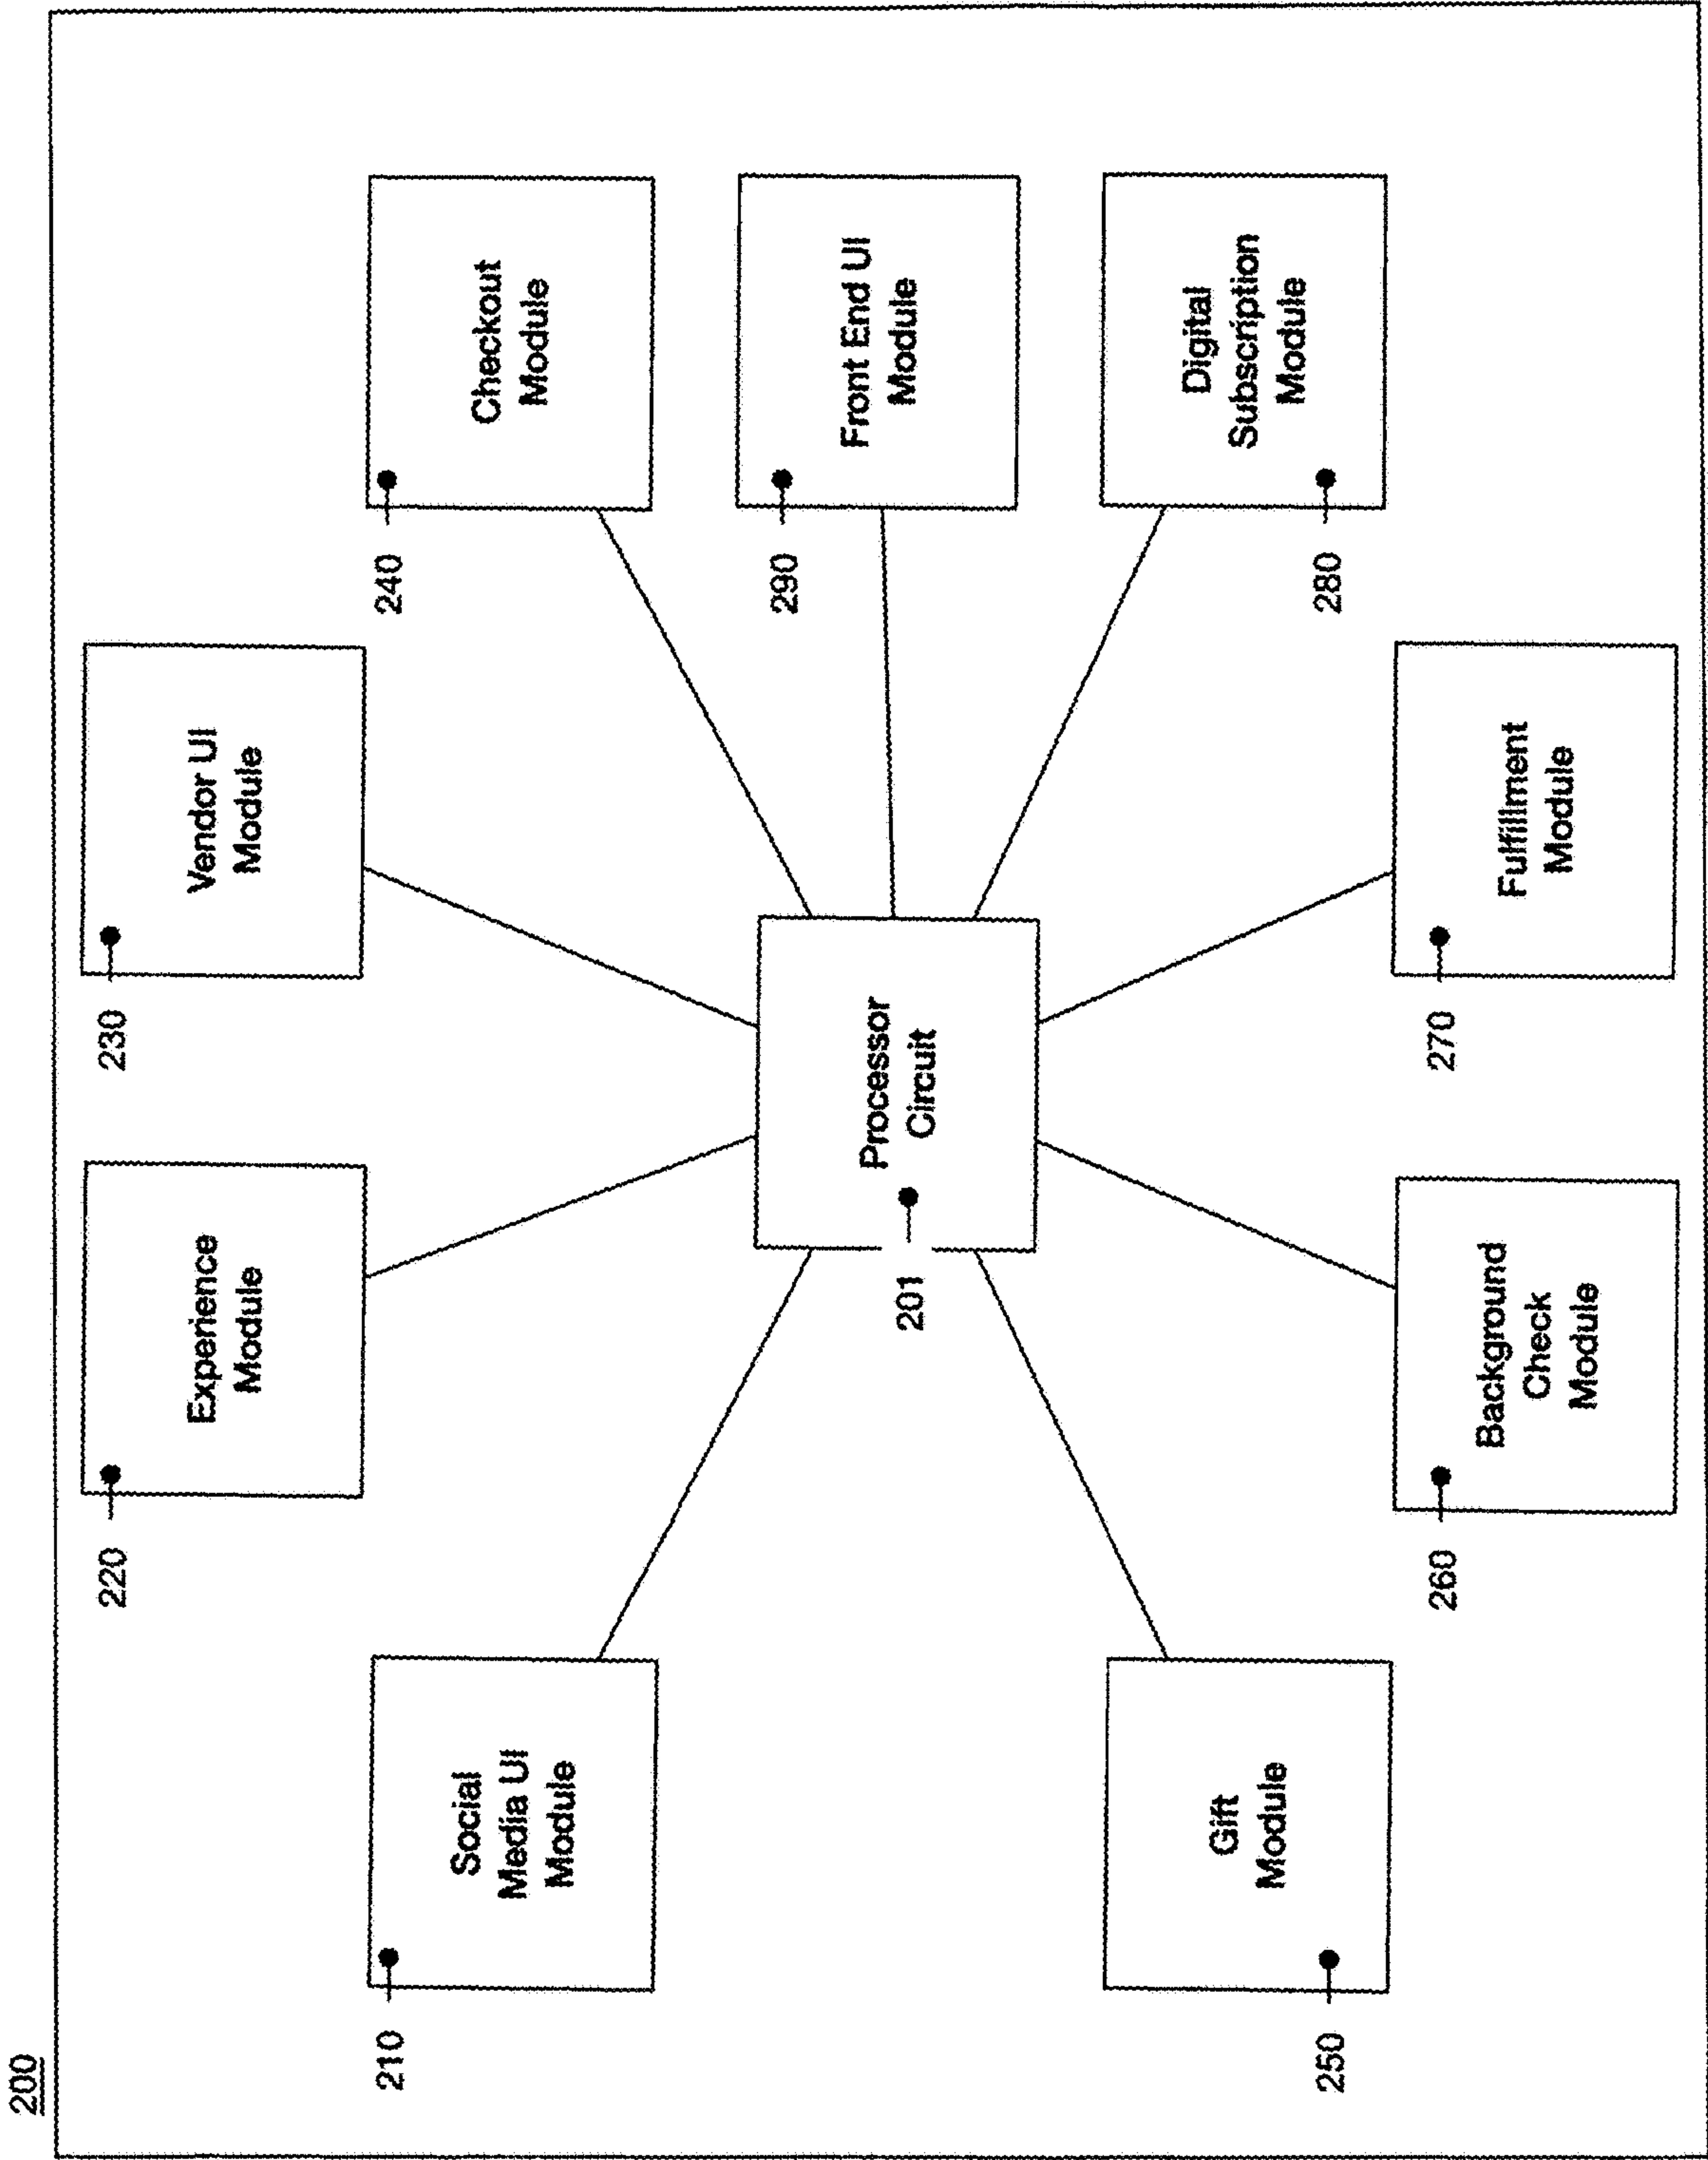 200
210
Social
Media UI
Module
220
Experience
Module
230
Vendor UI
Module
240
Checkout
Module
201
Processor
Circuit
290
Front End UI
Module
250
Gift
Module
260
Background
Check
Module
270
Fulfillment
Module
280
Digital
Subscription
Module